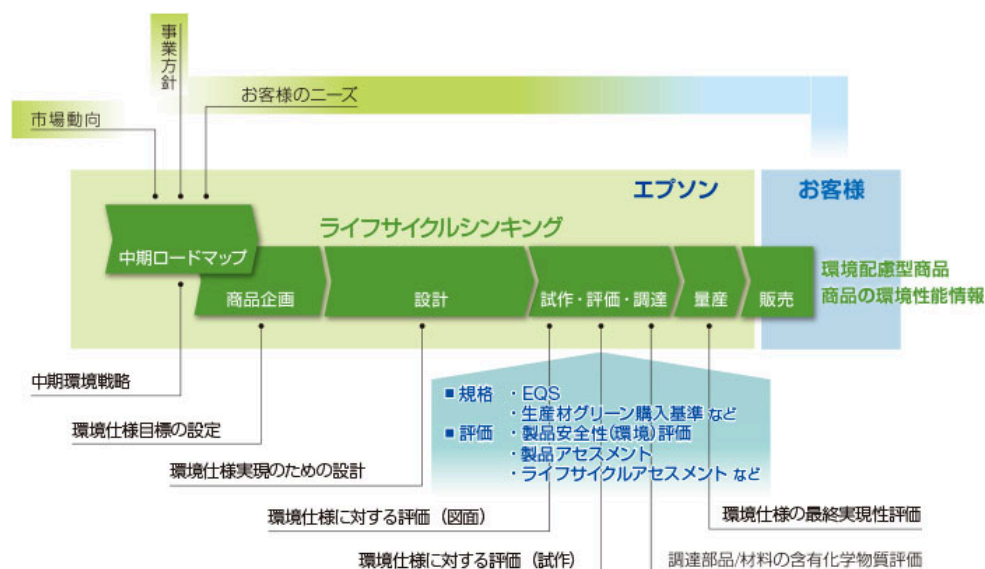 事業方針
お客様のニーズ
市場動向
エプソン
お客様
ライフサイクルシンキング
中期ロードマップ
商品企画
設計
試作・評価・調達
量産
販売
環境配慮型商品
商品の環境性能情報
中期環境戦略
環境仕様目標の設定
環境仕様実現のための設計
■規格 ・EQS
・生産材グリーン購入基準 など
■評価 ・製品安全性(環境)評価
・製品アセスメント
・ライフサイクルアセスメント など
環境仕様に対する評価（図面）
環境仕様の最終実現性評価
環境仕様に対する評価（試作）
調達部品/材料の含有化学物質評価